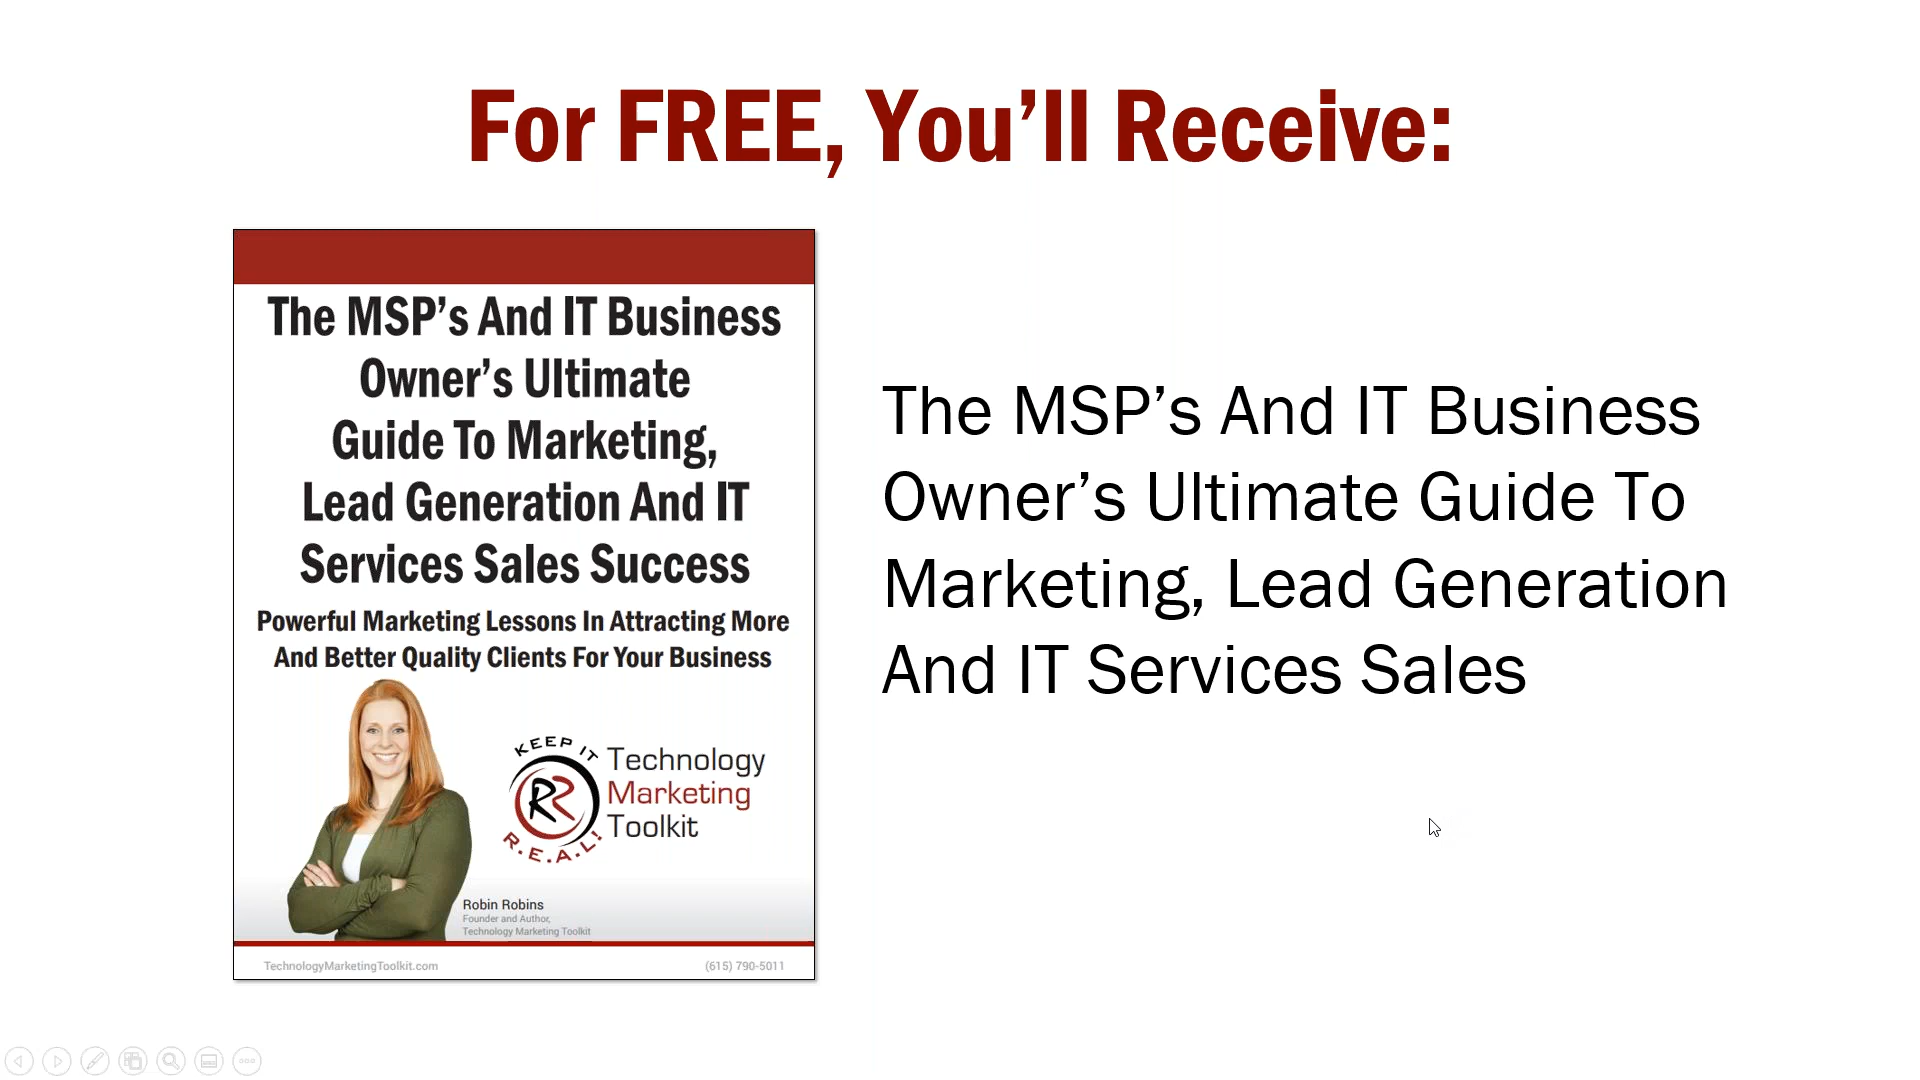 For FREE, You’ll Receive:
The MSP’s And IT Business
Owner’s Ultimate
Guide To Marketing,
Lead Generation And IT
Services Sales Success
Powerful Marketing Lessons In Attracting More
And Better Quality Clients For Your Business
KEEP IT
RR
R.E.A.L!
Technology
Marketing
Toolkit
Robin Robins
Founder and Author,
Technology Marketing Toolkit
TechnologyMarketingToolkit.com
(615) 790-5011
The MSP’s And IT Business
Owner’s Ultimate Guide To
Marketing, Lead Generation
And IT Services Sales